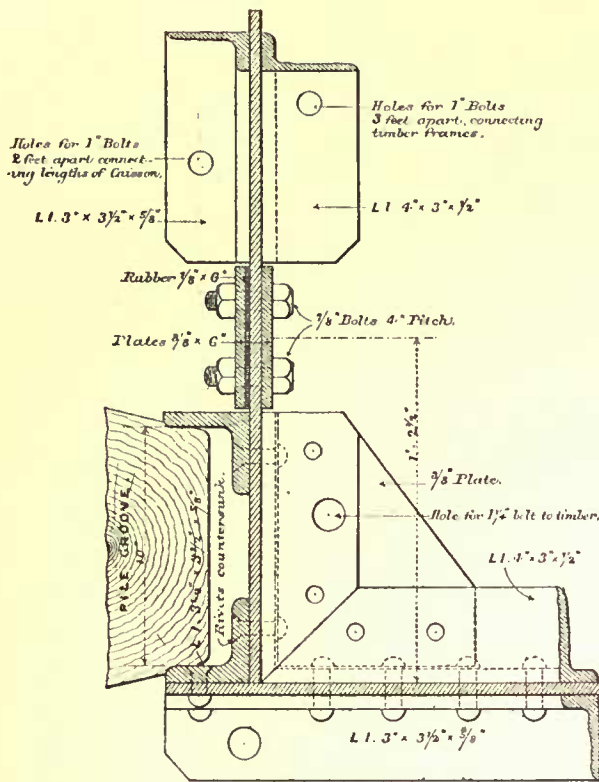 Holes for 1" Bolts
3 feet apart, connecting
timber frames.
Holes for 1" Bolts
2 feet apart connect-
-ing lengths of Caisson.
L I. 3" × 3½" × ⅝"
L I. 4" × 3" × ½"
Rubber ⅛" × 6"
⅞" Bolts 4" Pitch.
Plates ⅜" × 6"
1' 2½"
⅜" Plate.
Hole for 1¼" bolt to timber.
L I. 4" × 3" × ½"
PILE GROOVE
10"
Rivets countersunk.
L I. 3" × 3½" × ⅝"